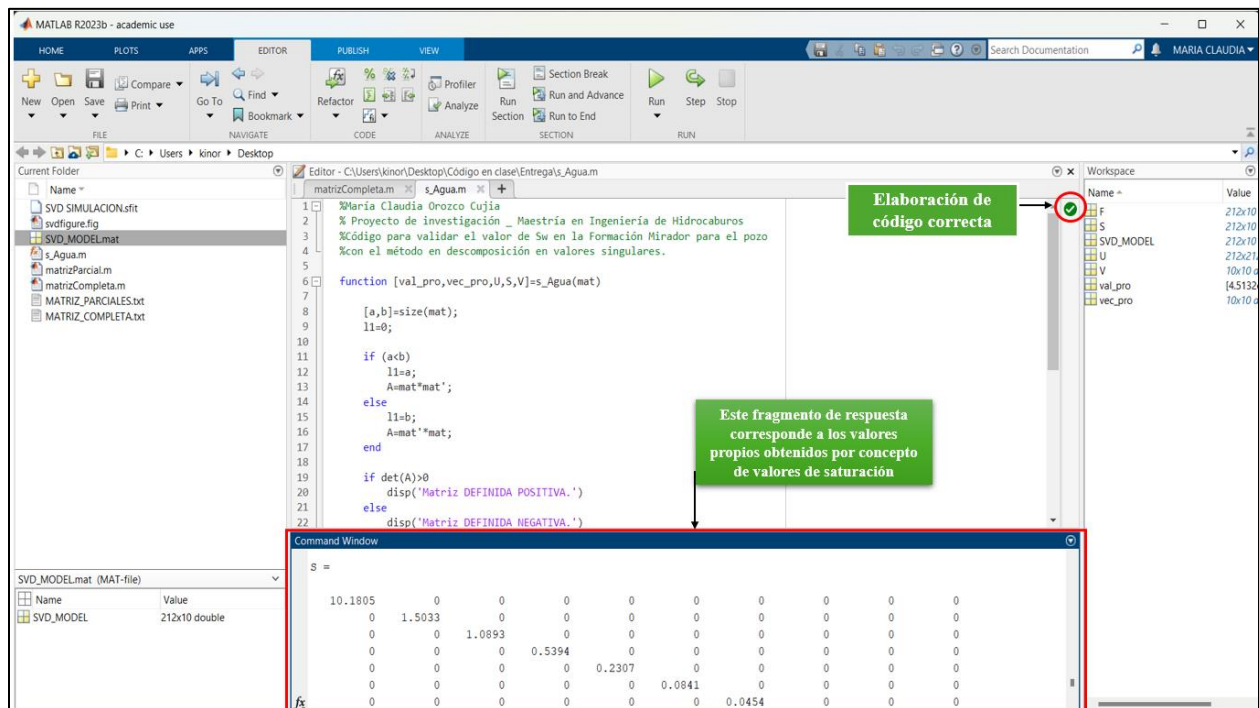 MATLAB R2023b - academic use
HOME PLOTS APPS EDITOR PUBLISH VIEW Search Documentation MARIA CLAUDIA
New Open Save Compare Print Go To Find Bookmark Refactor Profiler Analyze Run Section Section Break Run and Advance Run to End Run Step Stop
FILE NAVIGATE CODE ANALYZE SECTION RUN
C: Users kinor Desktop
Current Folder
Name
SVD SIMULACION.sfit
svdfigure.fig
SVD_MODEL.mat
s_Agua.m
matrizParcial.m
matrizCompleta.m
MATRIZ_PARCIALES.txt
MATRIZ_COMPLETA.txt
SVD_MODEL.mat (MAT-file)
Name Value
SVD_MODEL 212x10 double
Editor - C:\Users\kinor\Desktop\Código en clase\Entrega\s_Agua.m
matrizCompleta.m s_Agua.m
1 %Maria Claudia Orozco Cujia
2 % Proyecto de investigación _ Maestría en Ingeniería de Hidrocaburos
3 %Código para validar el valor de Sw en la Formación Mirador para el pozo
4 %con el método en descomposición en valores singulares.
5
6 function [val_pro,vec_pro,U,S,V]=s_Agua(mat)
7
8 [a,b]=size(mat);
9 l1=0;
10
11 if (a<b)
12 l1=a;
13 A=mat*mat';
14 else
15 l1=b;
16 A=mat'*mat;
17 end
18
19 if det(A)>0
20 disp('Matriz DEFINIDA POSITIVA.')
21 else
22 disp('Matriz DEFINIDA NEGATIVA.')
Elaboración de
código correcta
Este fragmento de respuesta
corresponde a los valores
propios obtenidos por concepto
de valores de saturación
Command Window
S =
10.1805 0 0 0 0 0 0 0 0 0
0 1.5033 0 0 0 0 0 0 0 0
0 0 1.0893 0 0 0 0 0 0 0
0 0 0 0.5394 0 0 0 0 0 0
0 0 0 0 0.2307 0 0 0 0 0
0 0 0 0 0 0.0841 0 0 0 0
0 0 0 0 0 0 0.0454 0 0 0
fx
Workspace
Name Value
F 212x10
S 212x10
SVD_MODEL 212x10
U 212x21
V 10x10 d
val_pro [4.5132
vec_pro 10x10 d